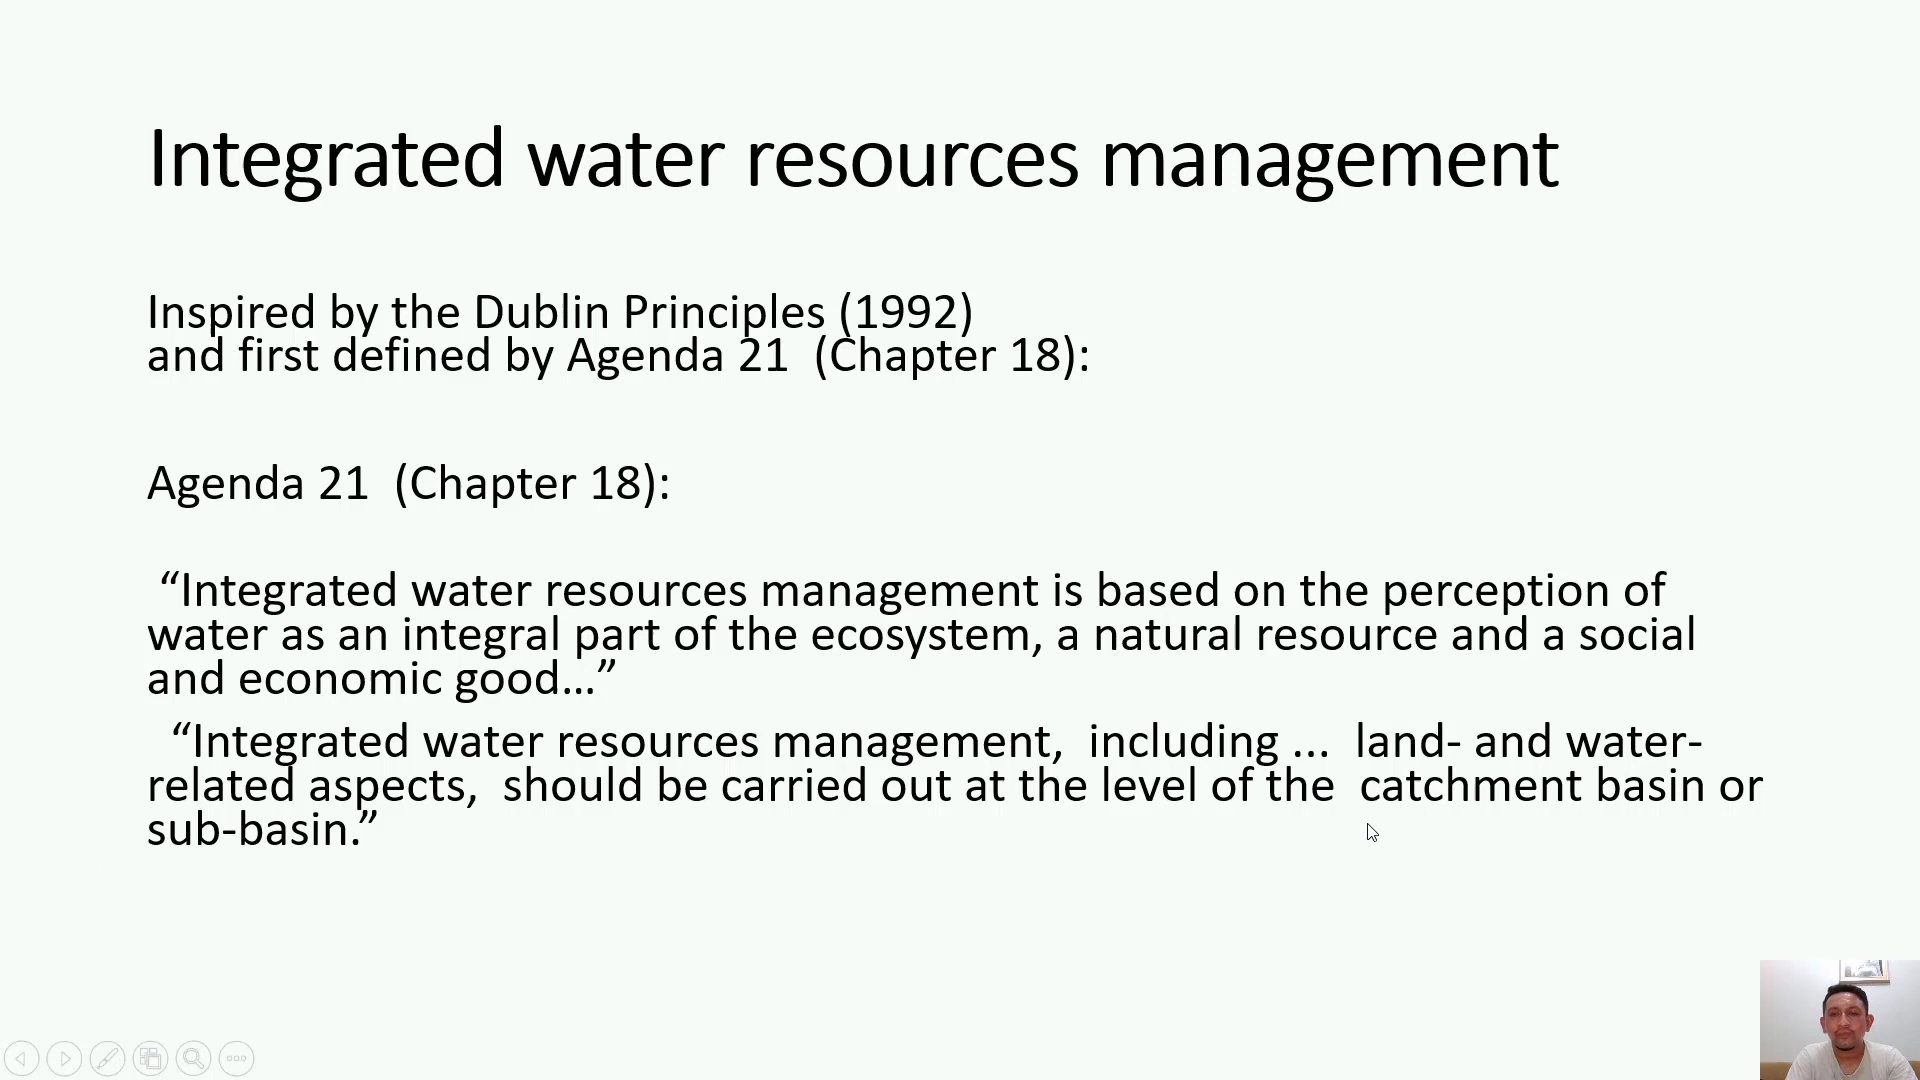 Integrated water resources management
Inspired by the Dublin Principles (1992)
and first defined by Agenda 21  (Chapter 18):
Agenda 21  (Chapter 18):
“Integrated water resources management is based on the perception of
water as an integral part of the ecosystem, a natural resource and a social
and economic good...”
“Integrated water resources management,  including ...  land- and water-
related aspects,  should be carried out at the level of the  catchment basin or
sub-basin.”